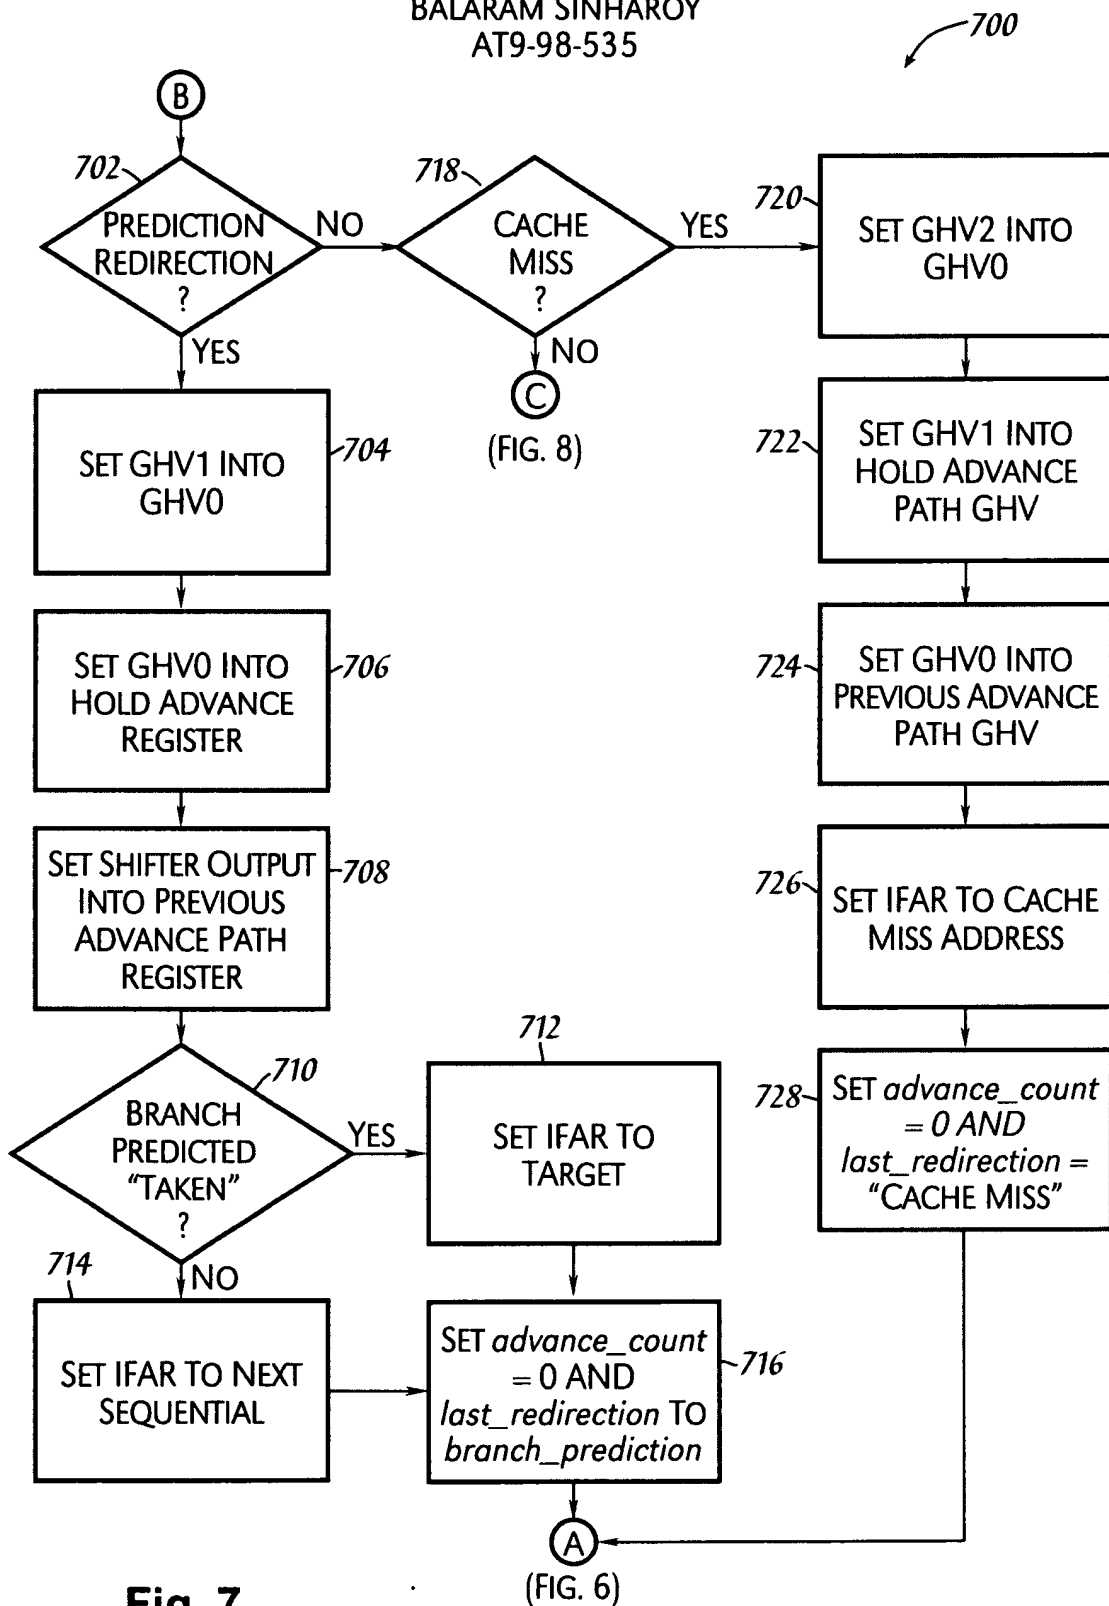 BALARAM SINHAROY
AT9-98-535
700
B
702
PREDICTION
REDIRECTION
?
NO
YES
718
CACHE
MISS
?
YES
NO
C
(FIG. 8)
720
SET GHV2 INTO
GHV0
704
SET GHV1 INTO
GHV0
722
SET GHV1 INTO
HOLD ADVANCE
PATH GHV
706
SET GHV0 INTO
HOLD ADVANCE
REGISTER
724
SET GHV0 INTO
PREVIOUS ADVANCE
PATH GHV
708
SET SHIFTER OUTPUT
INTO PREVIOUS
ADVANCE PATH
REGISTER
726
SET IFAR TO CACHE
MISS ADDRESS
710
BRANCH
PREDICTED
“TAKEN”
?
YES
NO
712
SET IFAR TO
TARGET
728
SET advance_count
= 0 AND
last_redirection =
“CACHE MISS”
714
SET IFAR TO NEXT
SEQUENTIAL
716
SET advance_count
= 0 AND
last_redirection TO
branch_prediction
A
(FIG. 6)
Fig. 7